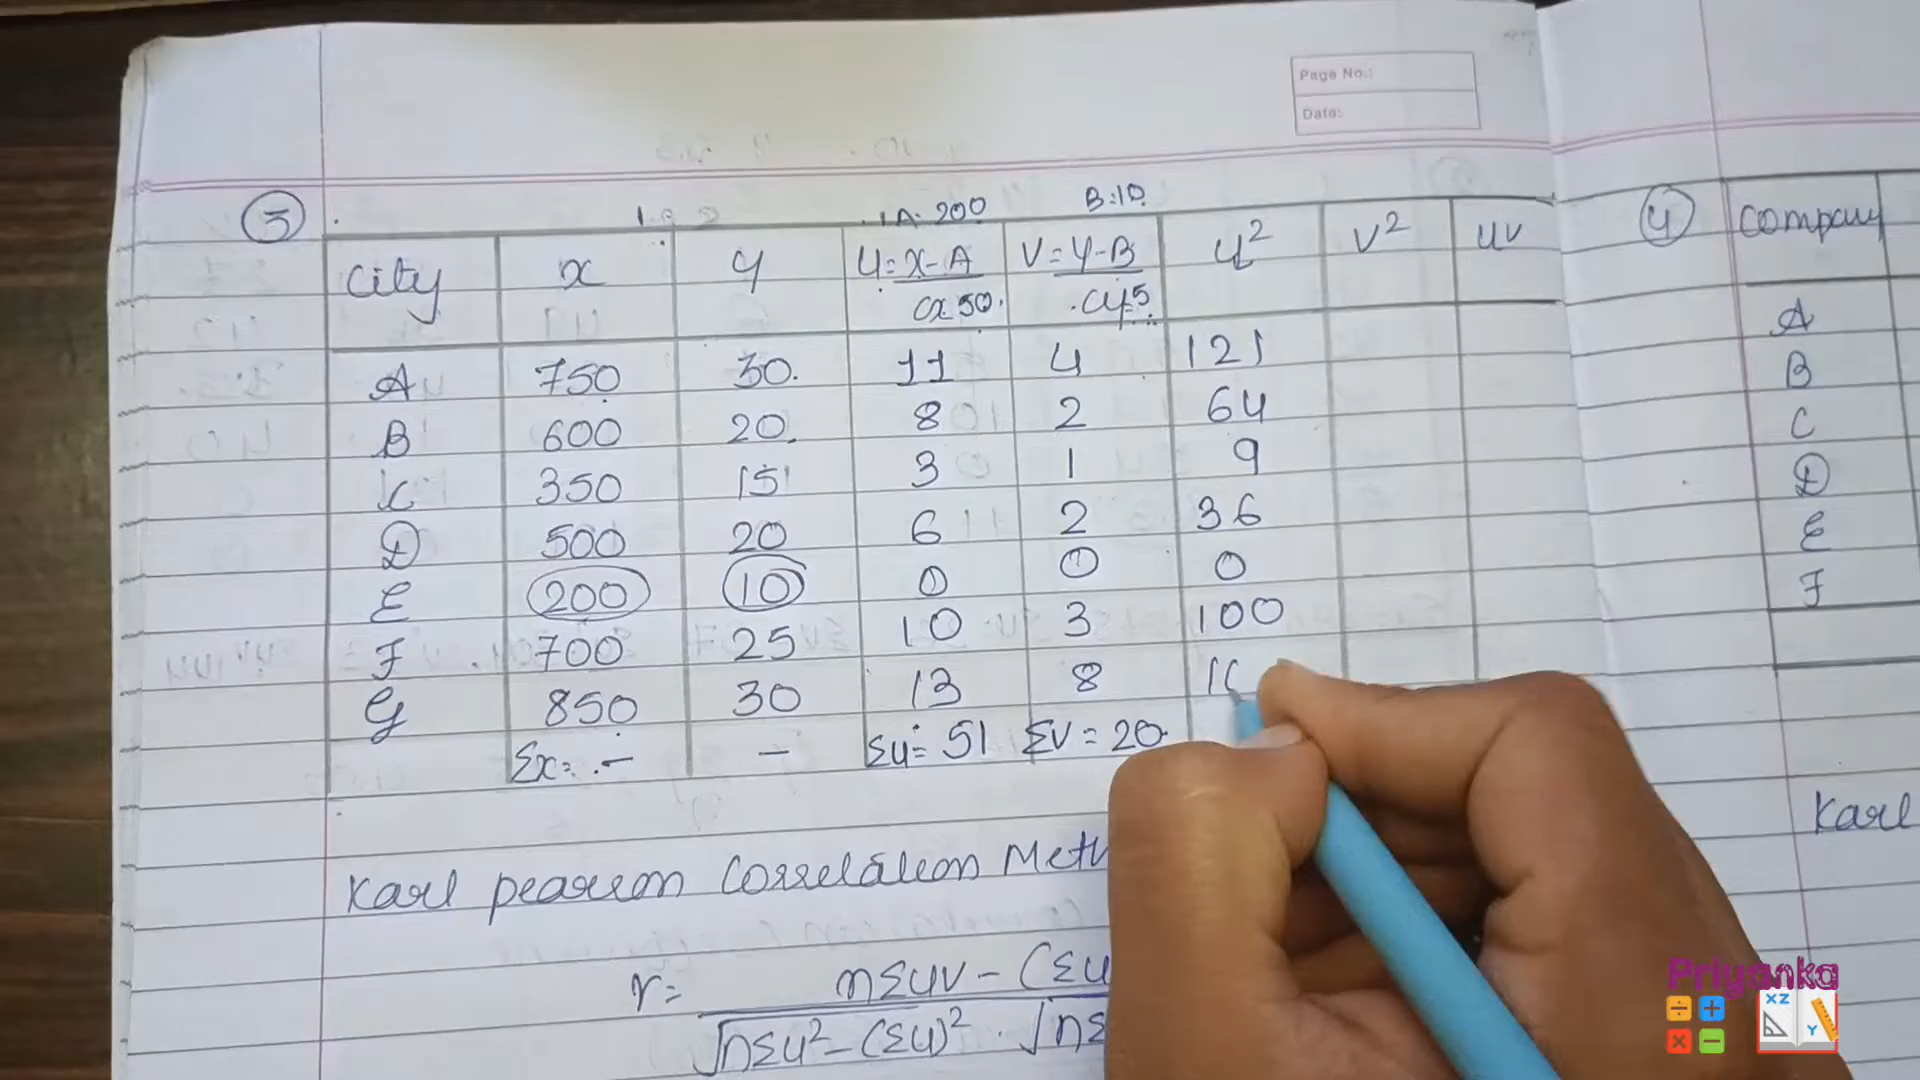 Page No.:
Date:
3 A: 200 B:10
City x y u = x-A / cx 50. v = y-B / cy=5 u² v² uv
A 750 30. 11 4 121
B 600 20. 8 2 64
C 350 15 3 1 9
D 500 20 6 2 36
E 200 10 0 0 0
F 700 25 10 3 100
G 850 30 13 8
Σx= - - Σu= 51 Σv = 20
Karl pearson Correlation
r= nΣuv - (Σu
√nΣu² - (Σu)² · √nΣ
4 Company
A
B
C
D
E
F
Karl
Priyanka
XZ
Y